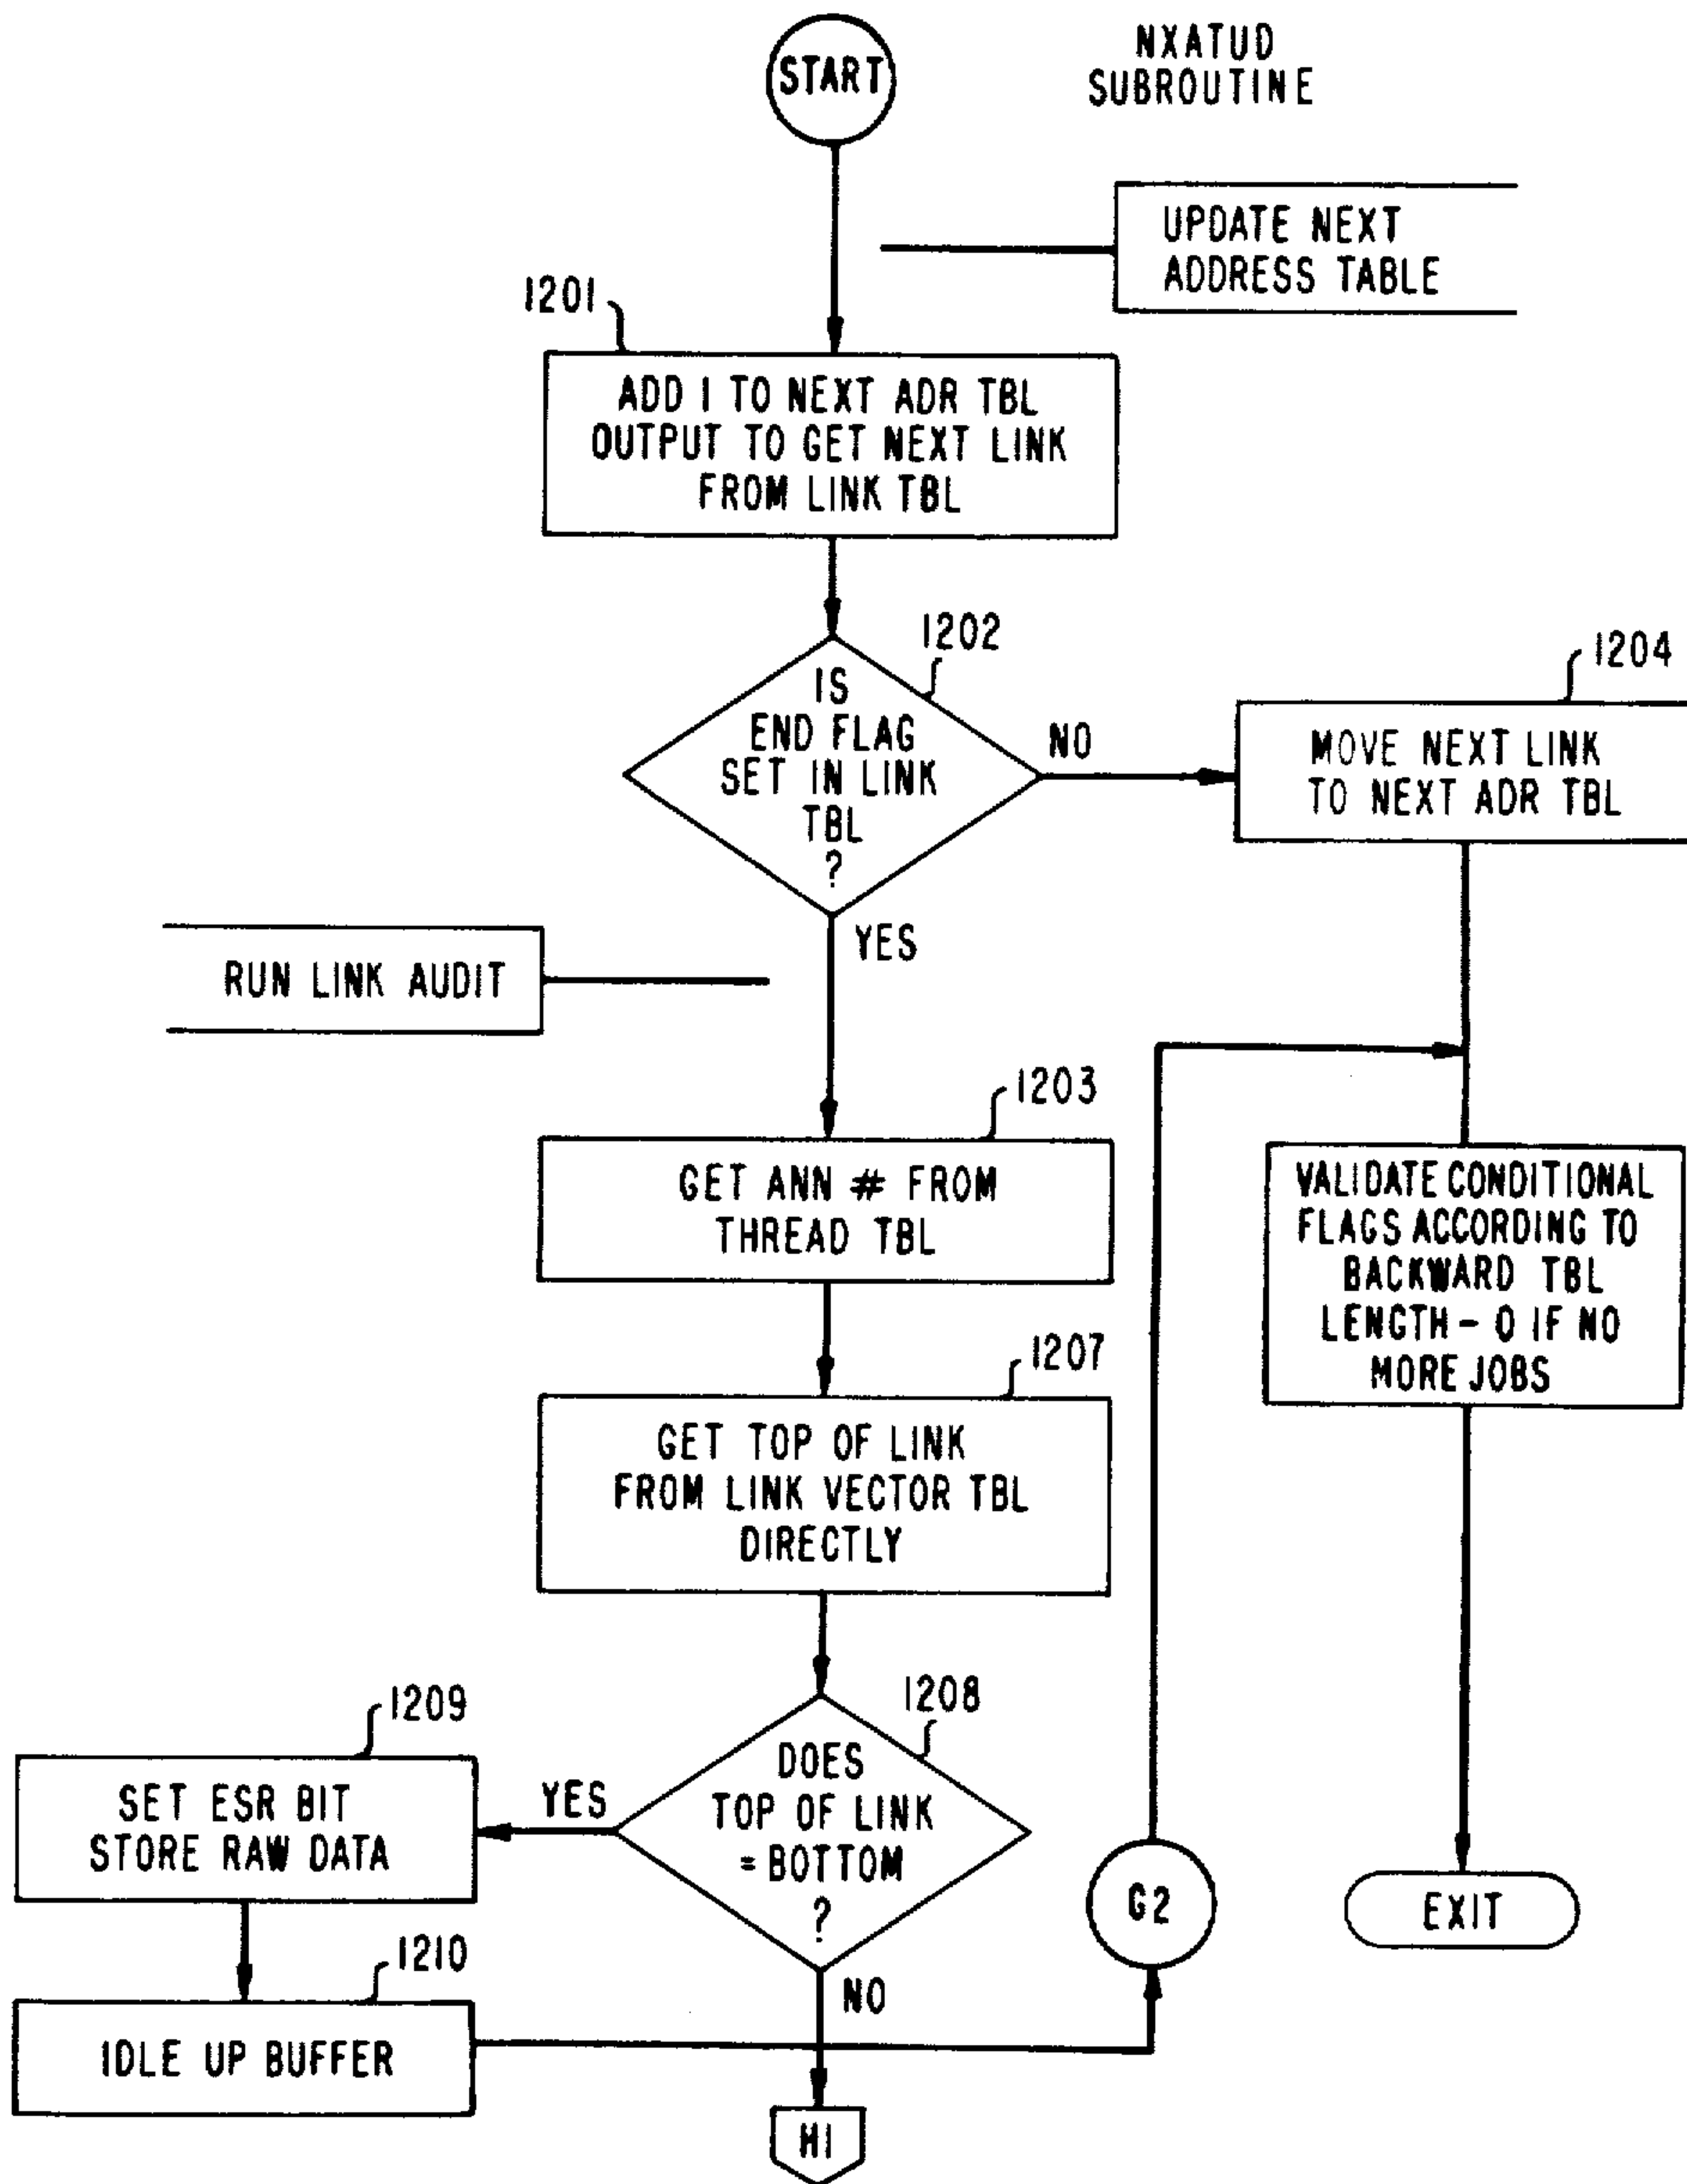 START
NXATUD
SUBROUTINE
UPDATE NEXT
ADDRESS TABLE
1201
ADD 1 TO NEXT ADR TBL
OUTPUT TO GET NEXT LINK
FROM LINK TBL
1202
IS
END FLAG
SET IN LINK
TBL
?
NO
1204
MOVE NEXT LINK
TO NEXT ADR TBL
YES
RUN LINK AUDIT
1203
GET ANN # FROM
THREAD TBL
VALIDATE CONDITIONAL
FLAGS ACCORDING TO
BACKWARD TBL
LENGTH - 0 IF NO
MORE JOBS
1207
GET TOP OF LINK
FROM LINK VECTOR TBL
DIRECTLY
1208
DOES
TOP OF LINK
= BOTTOM
?
YES
1209
SET ESR BIT
STORE RAW DATA
G2
EXIT
1210
IDLE UP BUFFER
NO
H1